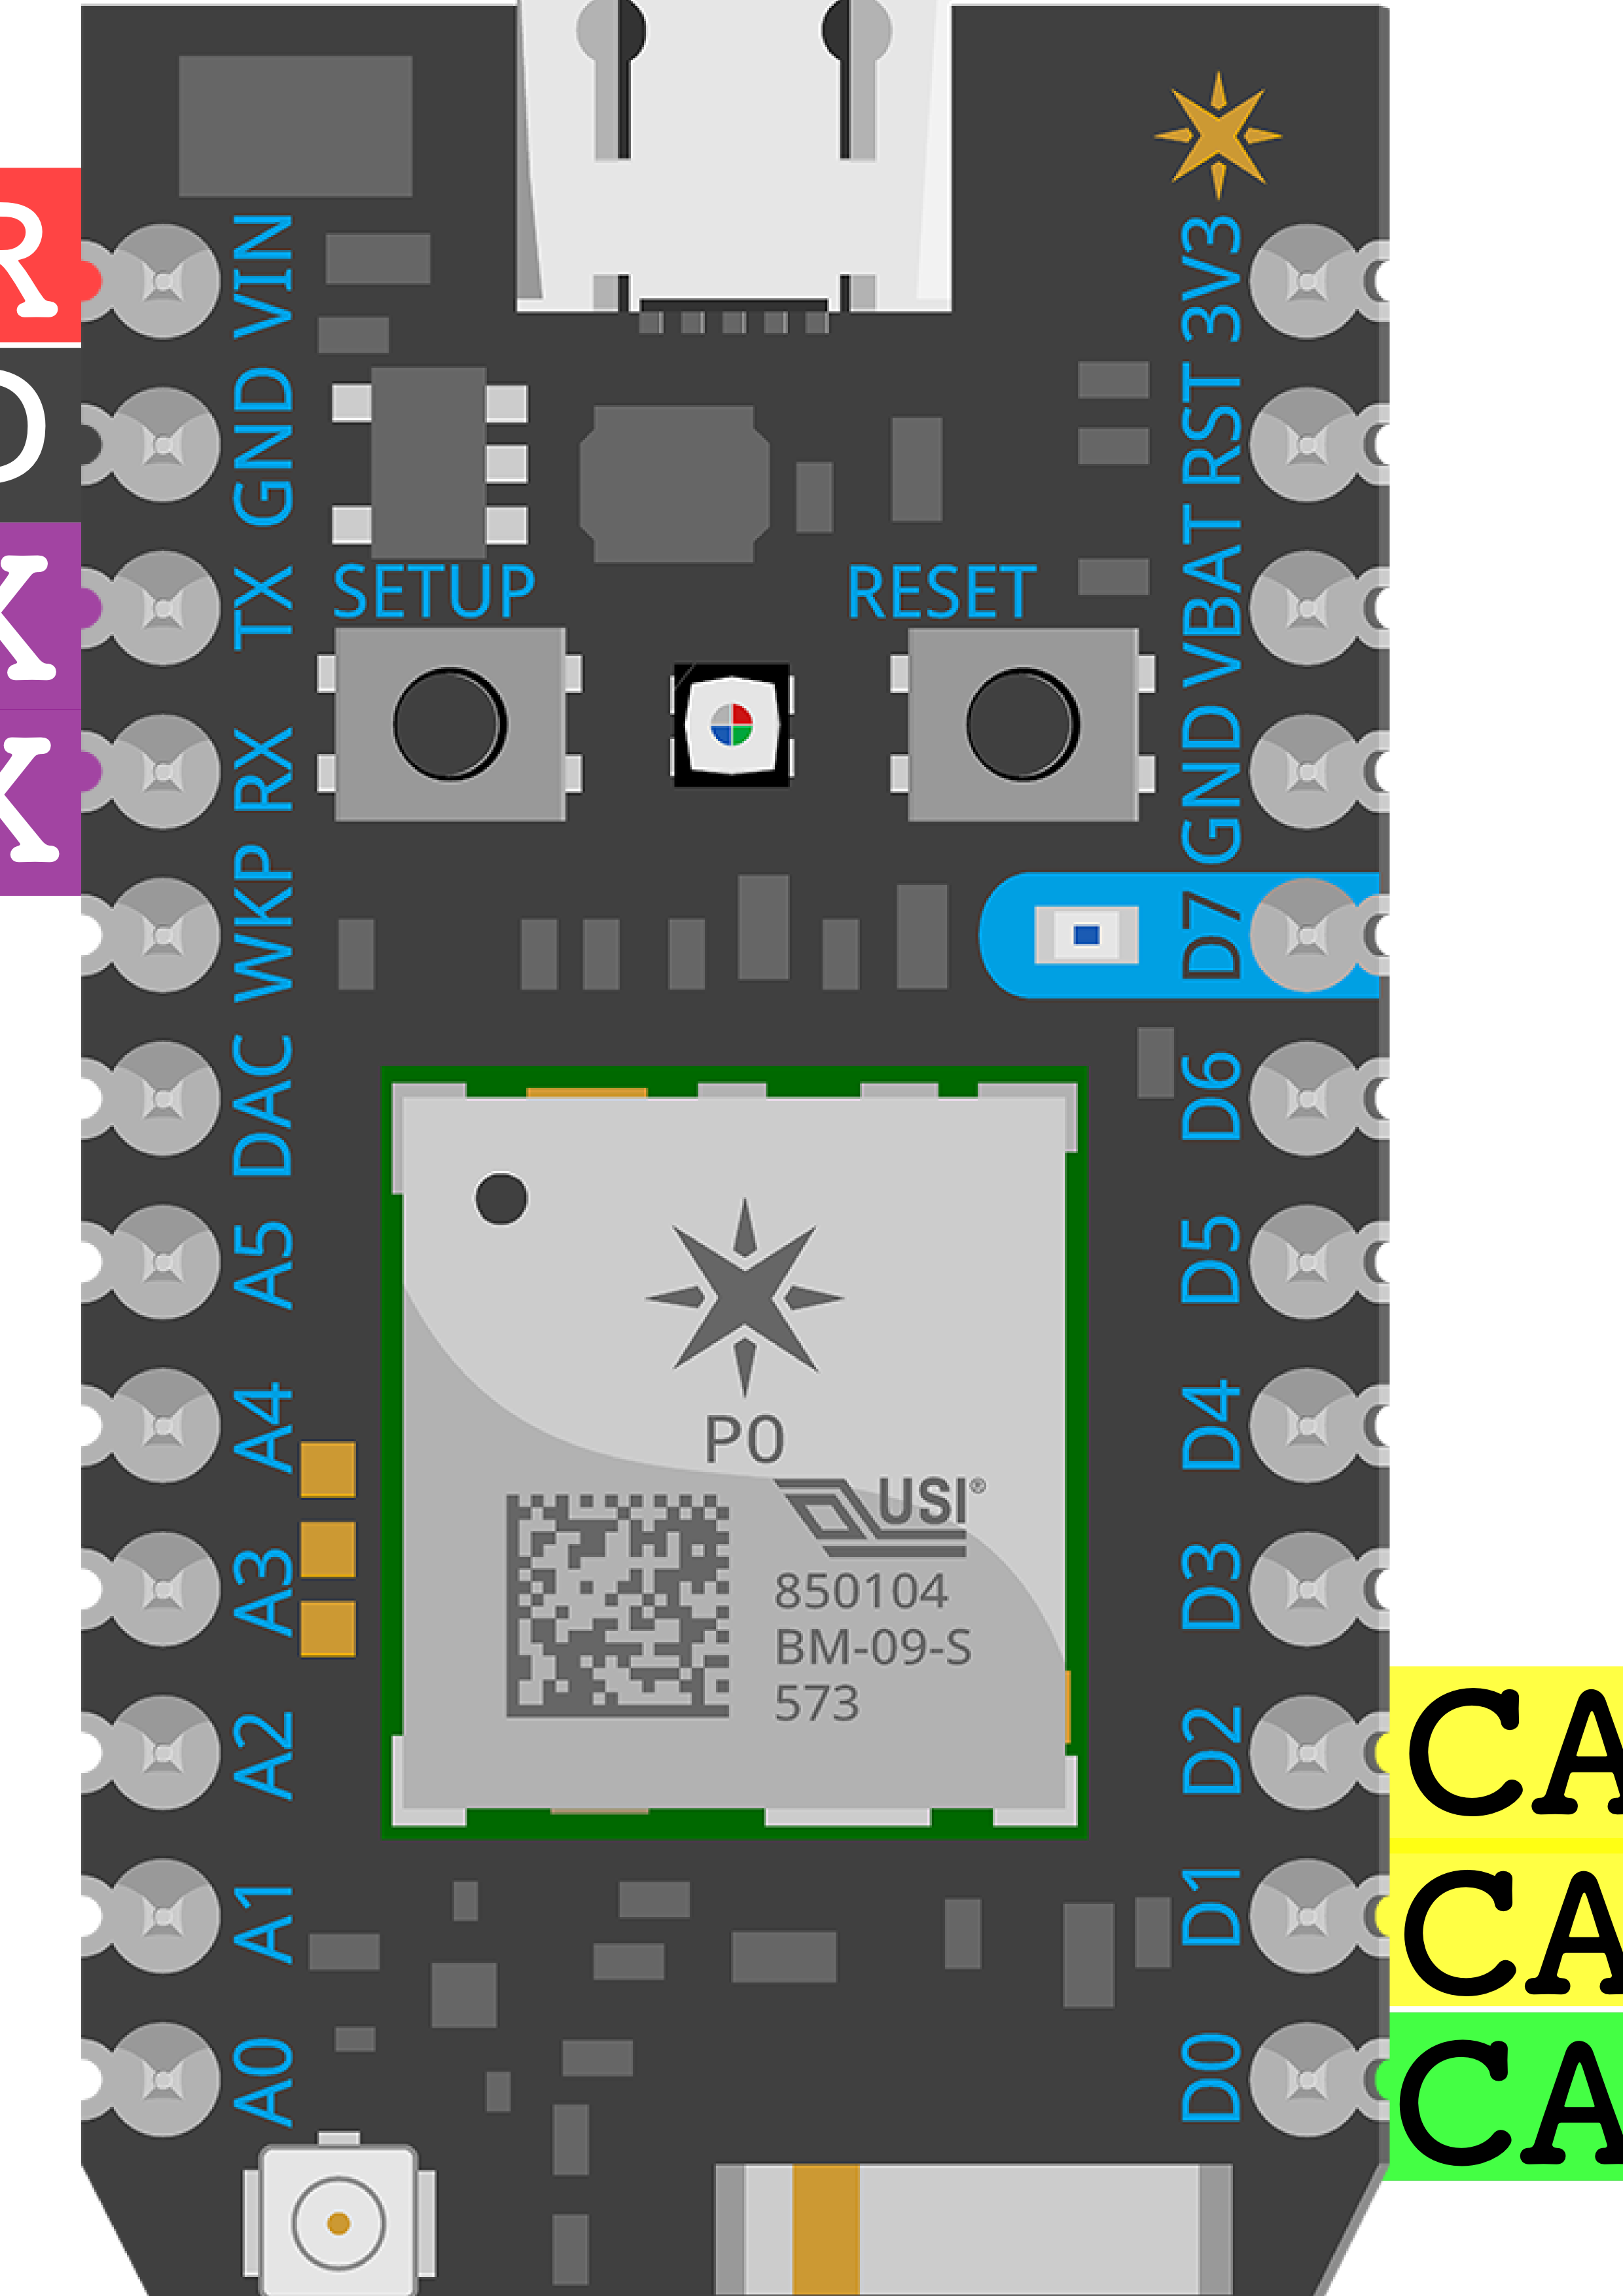 R
VIN
3V3
GND
RST
K
TX
SETUP
RESET
VBAT
K
RX
GND
WKP
D7
DAC
D6
A5
D5
A4
P0
D4
USI®
A3
850104
BM-09-S
573
D3
A2
D2
CA
A1
D1
CA
A0
D0
CA